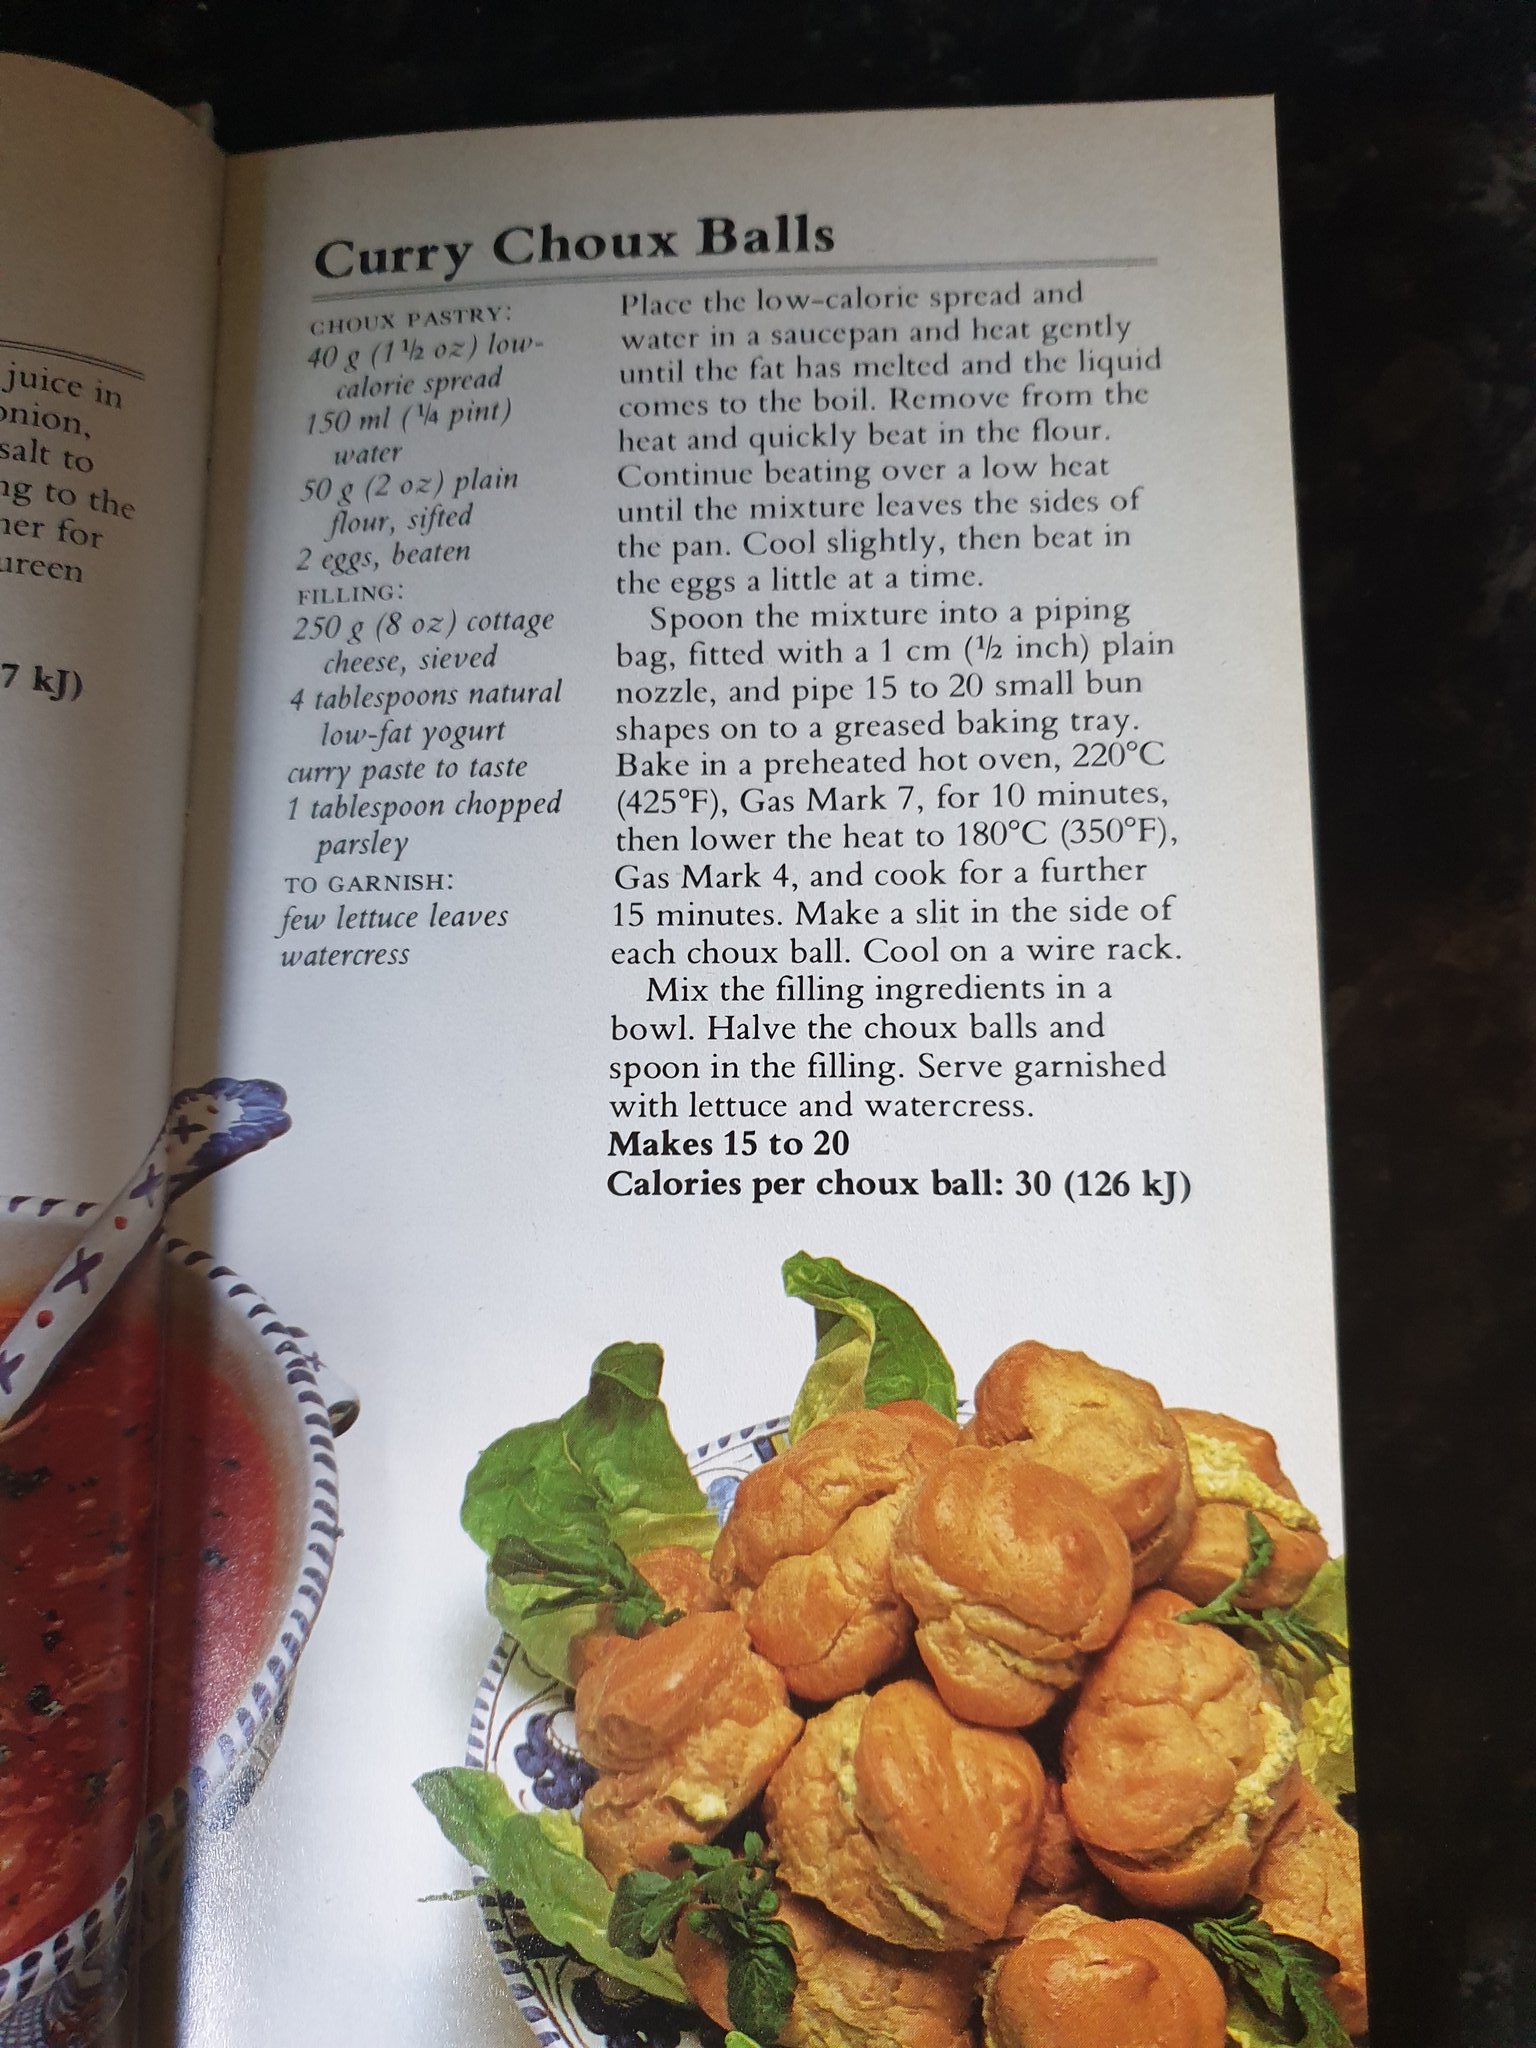 juice in
onion,
salt to
to the
for
7 kJ)
Curry Choux Balls
CHOUX PASTRY:
40 g (1½ oz) low-
calorie spread
150 ml (¼ pint)
water
50 g (2 oz) plain
flour, sifted
2 eggs, beaten
FILLING:
250 g (8 oz) cottage
cheese, sieved
4 tablespoons natural
low-fat yogurt
curry paste to taste
1 tablespoon chopped
parsley
TO GARNISH:
few lettuce leaves
watercress
Place the low-calorie spread and
water in a saucepan and heat gently
until the fat has melted and the liquid
comes to the boil. Remove from the
heat and quickly beat in the flour.
Continue beating over a low heat
until the mixture leaves the sides of
the pan. Cool slightly, then beat in
the eggs a little at a time.
Spoon the mixture into a piping
bag, fitted with a 1 cm (½ inch) plain
nozzle, and pipe 15 to 20 small bun
shapes on to a greased baking tray.
Bake in a preheated hot oven, 220°C
(425°F), Gas Mark 7, for 10 minutes,
then lower the heat to 180°C (350°F),
Gas Mark 4, and cook for a further
15 minutes. Make a slit in the side of
each choux ball. Cool on a wire rack.
Mix the filling ingredients in a
bowl. Halve the choux balls and
spoon in the filling. Serve garnished
with lettuce and watercress.
Makes 15 to 20
Calories per choux ball: 30 (126 kJ)